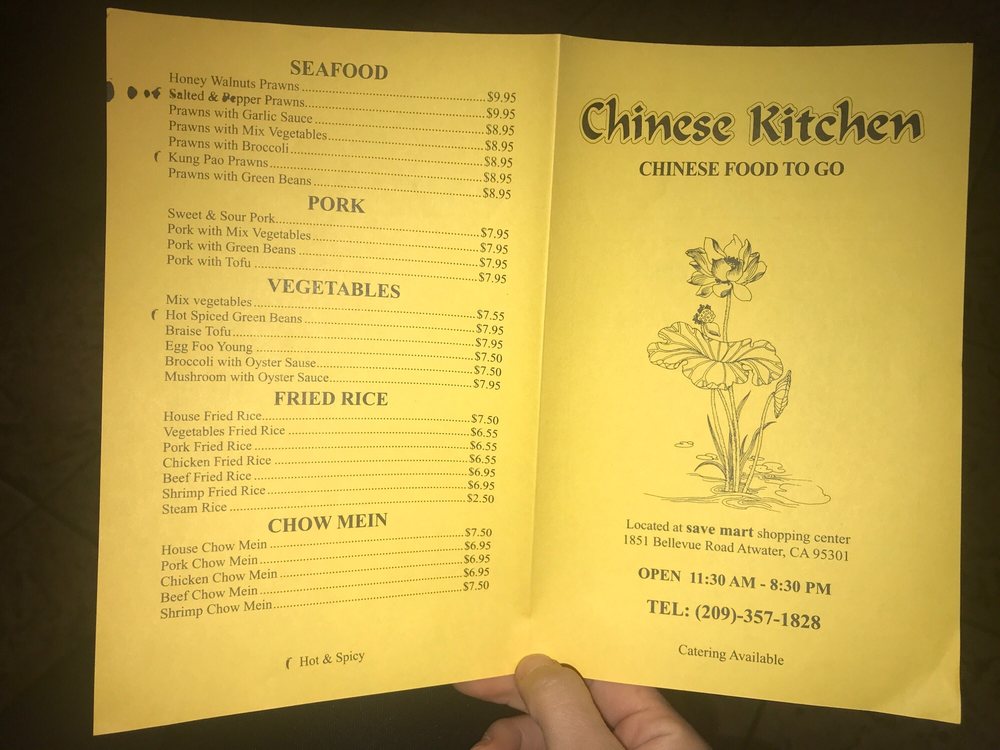 SEAFOOD
Honey Walnuts Prawns $9.95
Salted & Pepper Prawns $9.95
Prawns with Garlic Sauce $8.95
Prawns with Mix Vegetables $8.95
Prawns with Broccoli $8.95
Kung Pao Prawns $8.95
Prawns with Green Beans $8.95
PORK
Sweet & Sour Pork $7.95
Pork with Mix Vegetables $7.95
Pork with Green Beans $7.95
Pork with Tofu $7.95
VEGETABLES
Mix vegetables $7.55
Hot Spiced Green Beans $7.95
Braise Tofu $7.95
Egg Foo Young $7.50
Broccoli with Oyster Sause $7.50
Mushroom with Oyster Sauce $7.95
FRIED RICE
House Fried Rice $7.50
Vegetables Fried Rice $6.55
Pork Fried Rice $6.55
Chicken Fried Rice $6.55
Beef Fried Rice $6.95
Shrimp Fried Rice $6.95
Steam Rice $2.50
CHOW MEIN
House Chow Mein $7.50
Pork Chow Mein $6.95
Chicken Chow Mein $6.95
Beef Chow Mein $6.95
Shrimp Chow Mein $7.50
Hot & Spicy
Chinese Kitchen
CHINESE FOOD TO GO
Located at save mart shopping center
1851 Bellevue Road Atwater, CA 95301
OPEN 11:30 AM - 8:30 PM
TEL: (209)-357-1828
Catering Available